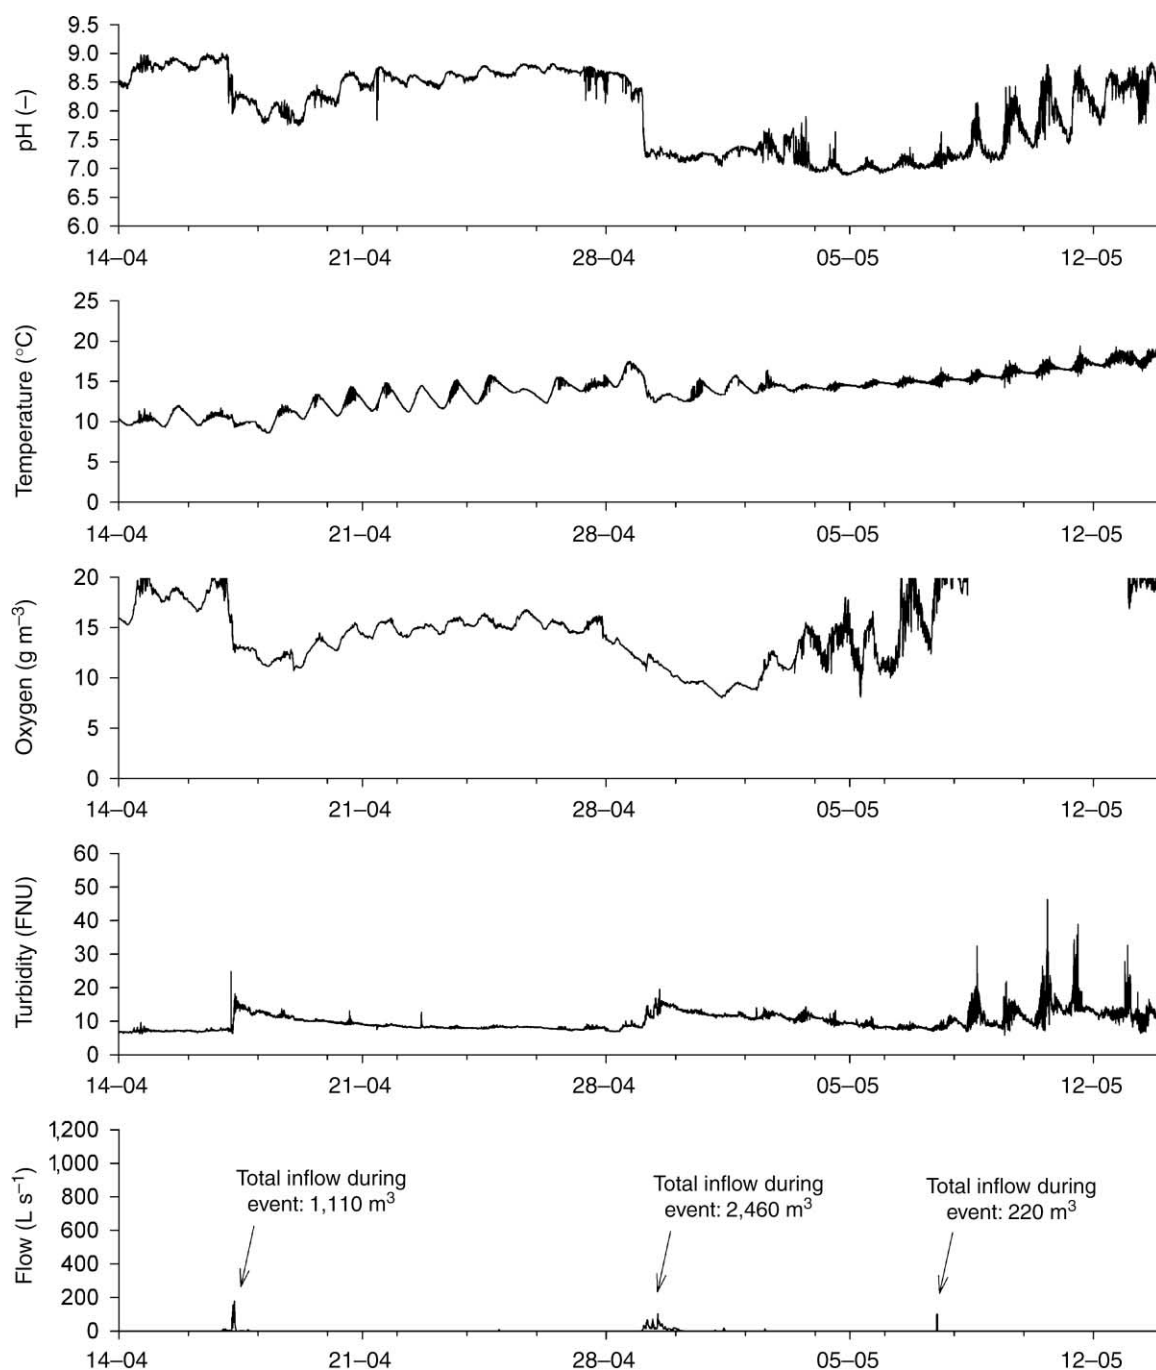 9.5
9.0
8.5
8.0
7.5
7.0
6.5
6.0
pH (–)
14–04 21–04 28–04 05–05 12–05
25
20
15
10
5
0
Temperature (°C)
14–04 21–04 28–04 05–05 12–05
20
15
10
5
0
Oxygen (g m⁻³)
14–04 21–04 28–04 05–05 12–05
60
50
40
30
20
10
0
Turbidity (FNU)
14–04 21–04 28–04 05–05 12–05
1,200
1,000
800
600
400
200
0
Flow (L s⁻¹)
Total inflow during
event: 1,110 m³
Total inflow during
event: 2,460 m³
Total inflow during
event: 220 m³
14–04 21–04 28–04 05–05 12–05